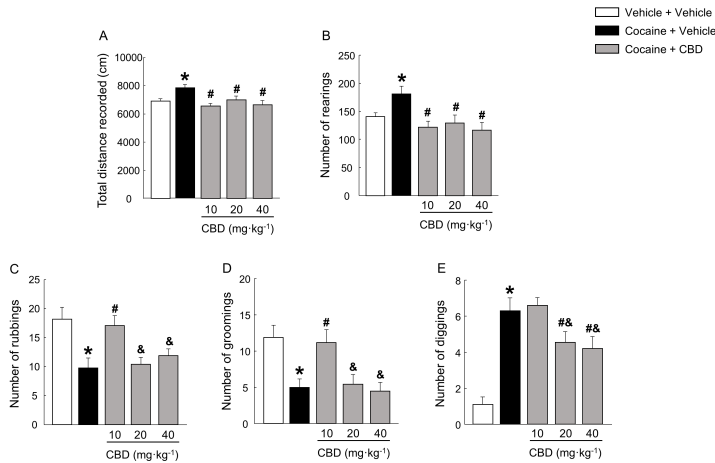 Vehicle + Vehicle
Cocaine + Vehicle
Cocaine + CBD
A
Total distance recorded (cm)
10000
8000
6000
4000
2000
0
*
#
#
#
10 20 40
CBD (mg·kg⁻¹)
B
Number of rearings
250
200
150
100
50
0
*
#
#
#
10 20 40
CBD (mg·kg⁻¹)
C
Number of rubbings
25
20
15
10
5
0
*
#
&
&
10 20 40
CBD (mg·kg⁻¹)
D
Number of groomings
20
15
10
5
0
*
#
&
&
10 20 40
CBD (mg·kg⁻¹)
E
Number of diggings
8
6
4
2
0
*
#&
#&
10 20 40
CBD (mg·kg⁻¹)